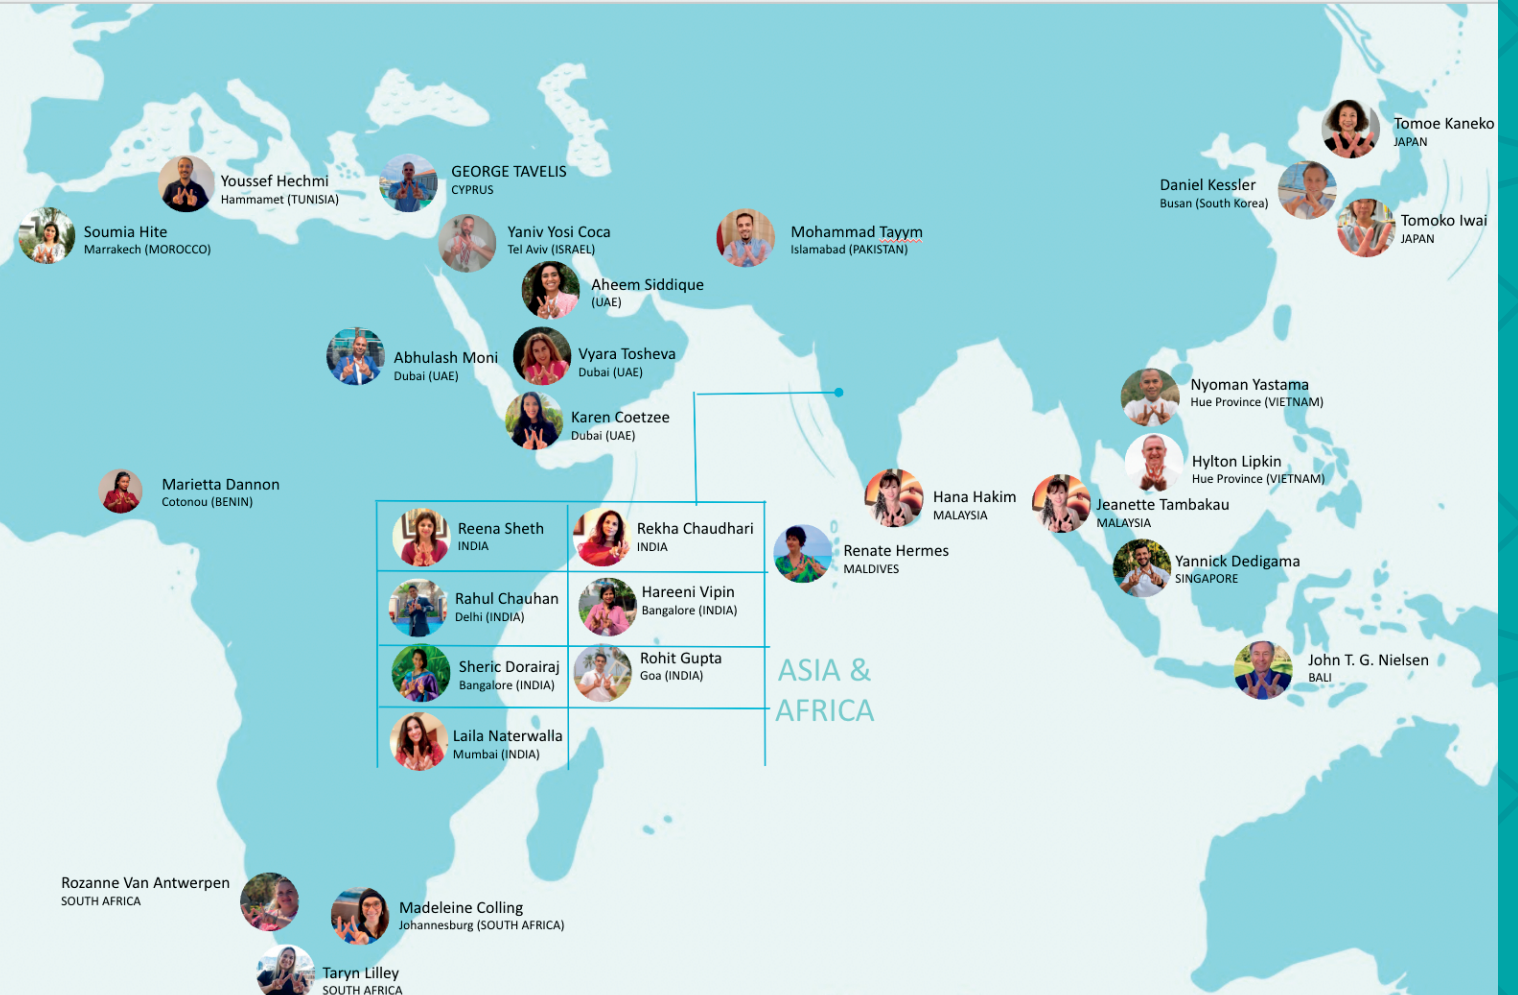 Tomoe Kaneko
JAPAN
Youssef Hechmi
Hammamet (TUNISIA)
GEORGE TAVELIS
CYPRUS
Daniel Kessler
Busan (South Korea)
Soumia Hite
Marrakech (MOROCCO)
Yaniv Yosi Coca
Tel Aviv (ISRAEL)
Mohammad Tayym
Islamabad (PAKISTAN)
Tomoko Iwai
JAPAN
Aheem Siddique
(UAE)
Abhulash Moni
Dubai (UAE)
Vyara Tosheva
Dubai (UAE)
Karen Coetzee
Dubai (UAE)
Nyoman Yastama
Hue Province (VIETNAM)
Hylton Lipkin
Hue Province (VIETNAM)
Marietta Dannon
Cotonou (BENIN)
Hana Hakim
MALAYSIA
Jeanette Tambakau
MALAYSIA
Reena Sheth
INDIA
Rekha Chaudhari
INDIA
Renate Hermes
MALDIVES
Yannick Dedigama
SINGAPORE
Rahul Chauhan
Delhi (INDIA)
Hareeni Vipin
Bangalore (INDIA)
Sheric Dorairaj
Bangalore (INDIA)
Rohit Gupta
Goa (INDIA)
ASIA &
AFRICA
John T. G. Nielsen
BALI
Laila Naterwalla
Mumbai (INDIA)
Rozanne Van Antwerpen
SOUTH AFRICA
Madeleine Colling
Johannesburg (SOUTH AFRICA)
Taryn Lilley
SOUTH AFRICA